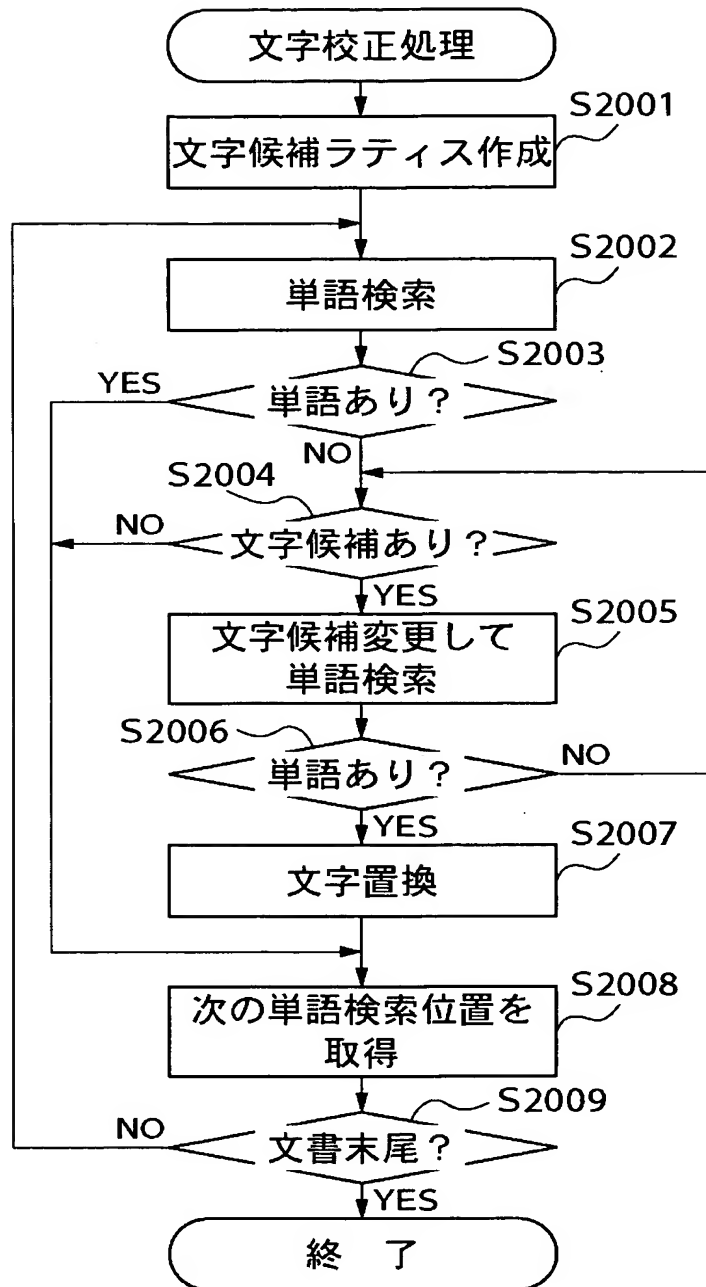 文字校正処理
S2001
文字候補ラティス作成
S2002
単語検索
S2003
YES
単語あり？
NO
S2004
NO
文字候補あり？
YES
S2005
文字候補変更して
単語検索
S2006
単語あり？
NO
YES
S2007
文字置換
S2008
次の単語検索位置を
取得
S2009
NO
文書末尾？
YES
終 了